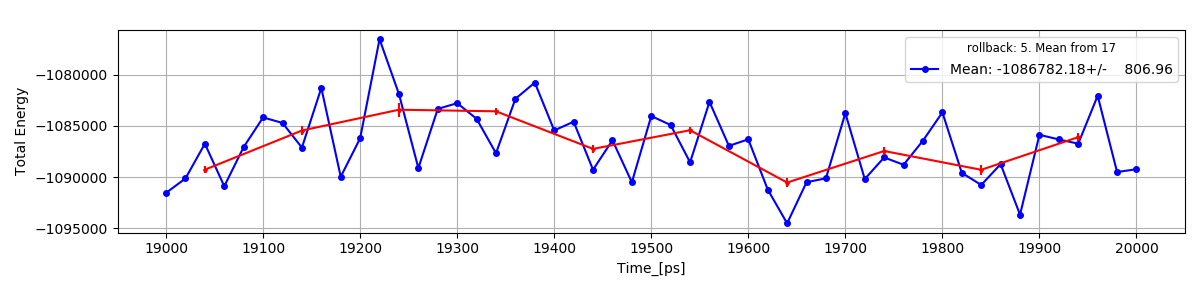 rollback: 5. Mean from 17
Mean: -1086782.18+/-    806.96
Total Energy
−1080000
−1085000
−1090000
−1095000
19000 19100 19200 19300 19400 19500 19600 19700 19800 19900 20000
Time_[ps]